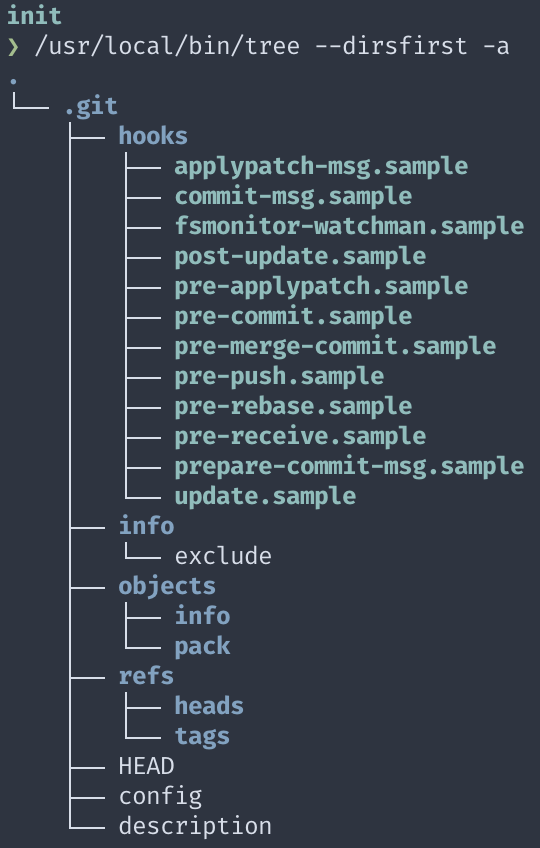 init
❯ /usr/local/bin/tree --dirsfirst -a
.
└── .git
    ├── hooks
    │   ├── applypatch-msg.sample
    │   ├── commit-msg.sample
    │   ├── fsmonitor-watchman.sample
    │   ├── post-update.sample
    │   ├── pre-applypatch.sample
    │   ├── pre-commit.sample
    │   ├── pre-merge-commit.sample
    │   ├── pre-push.sample
    │   ├── pre-rebase.sample
    │   ├── pre-receive.sample
    │   ├── prepare-commit-msg.sample
    │   └── update.sample
    ├── info
    │   └── exclude
    ├── objects
    │   ├── info
    │   └── pack
    ├── refs
    │   ├── heads
    │   └── tags
    ├── HEAD
    ├── config
    └── description